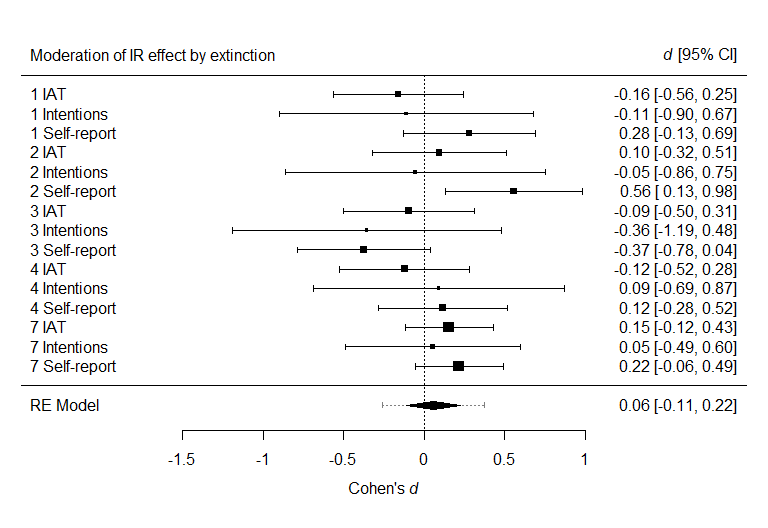 Moderation of IR effect by extinction d [95% CI]
1 IAT -0.16 [-0.56, 0.25]
1 Intentions -0.11 [-0.90, 0.67]
1 Self-report 0.28 [-0.13, 0.69]
2 IAT 0.10 [-0.32, 0.51]
2 Intentions -0.05 [-0.86, 0.75]
2 Self-report 0.56 [ 0.13, 0.98]
3 IAT -0.09 [-0.50, 0.31]
3 Intentions -0.36 [-1.19, 0.48]
3 Self-report -0.37 [-0.78, 0.04]
4 IAT -0.12 [-0.52, 0.28]
4 Intentions 0.09 [-0.69, 0.87]
4 Self-report 0.12 [-0.28, 0.52]
7 IAT 0.15 [-0.12, 0.43]
7 Intentions 0.05 [-0.49, 0.60]
7 Self-report 0.22 [-0.06, 0.49]
RE Model 0.06 [-0.11, 0.22]
-1.5 -1 -0.5 0 0.5 1
Cohen's d